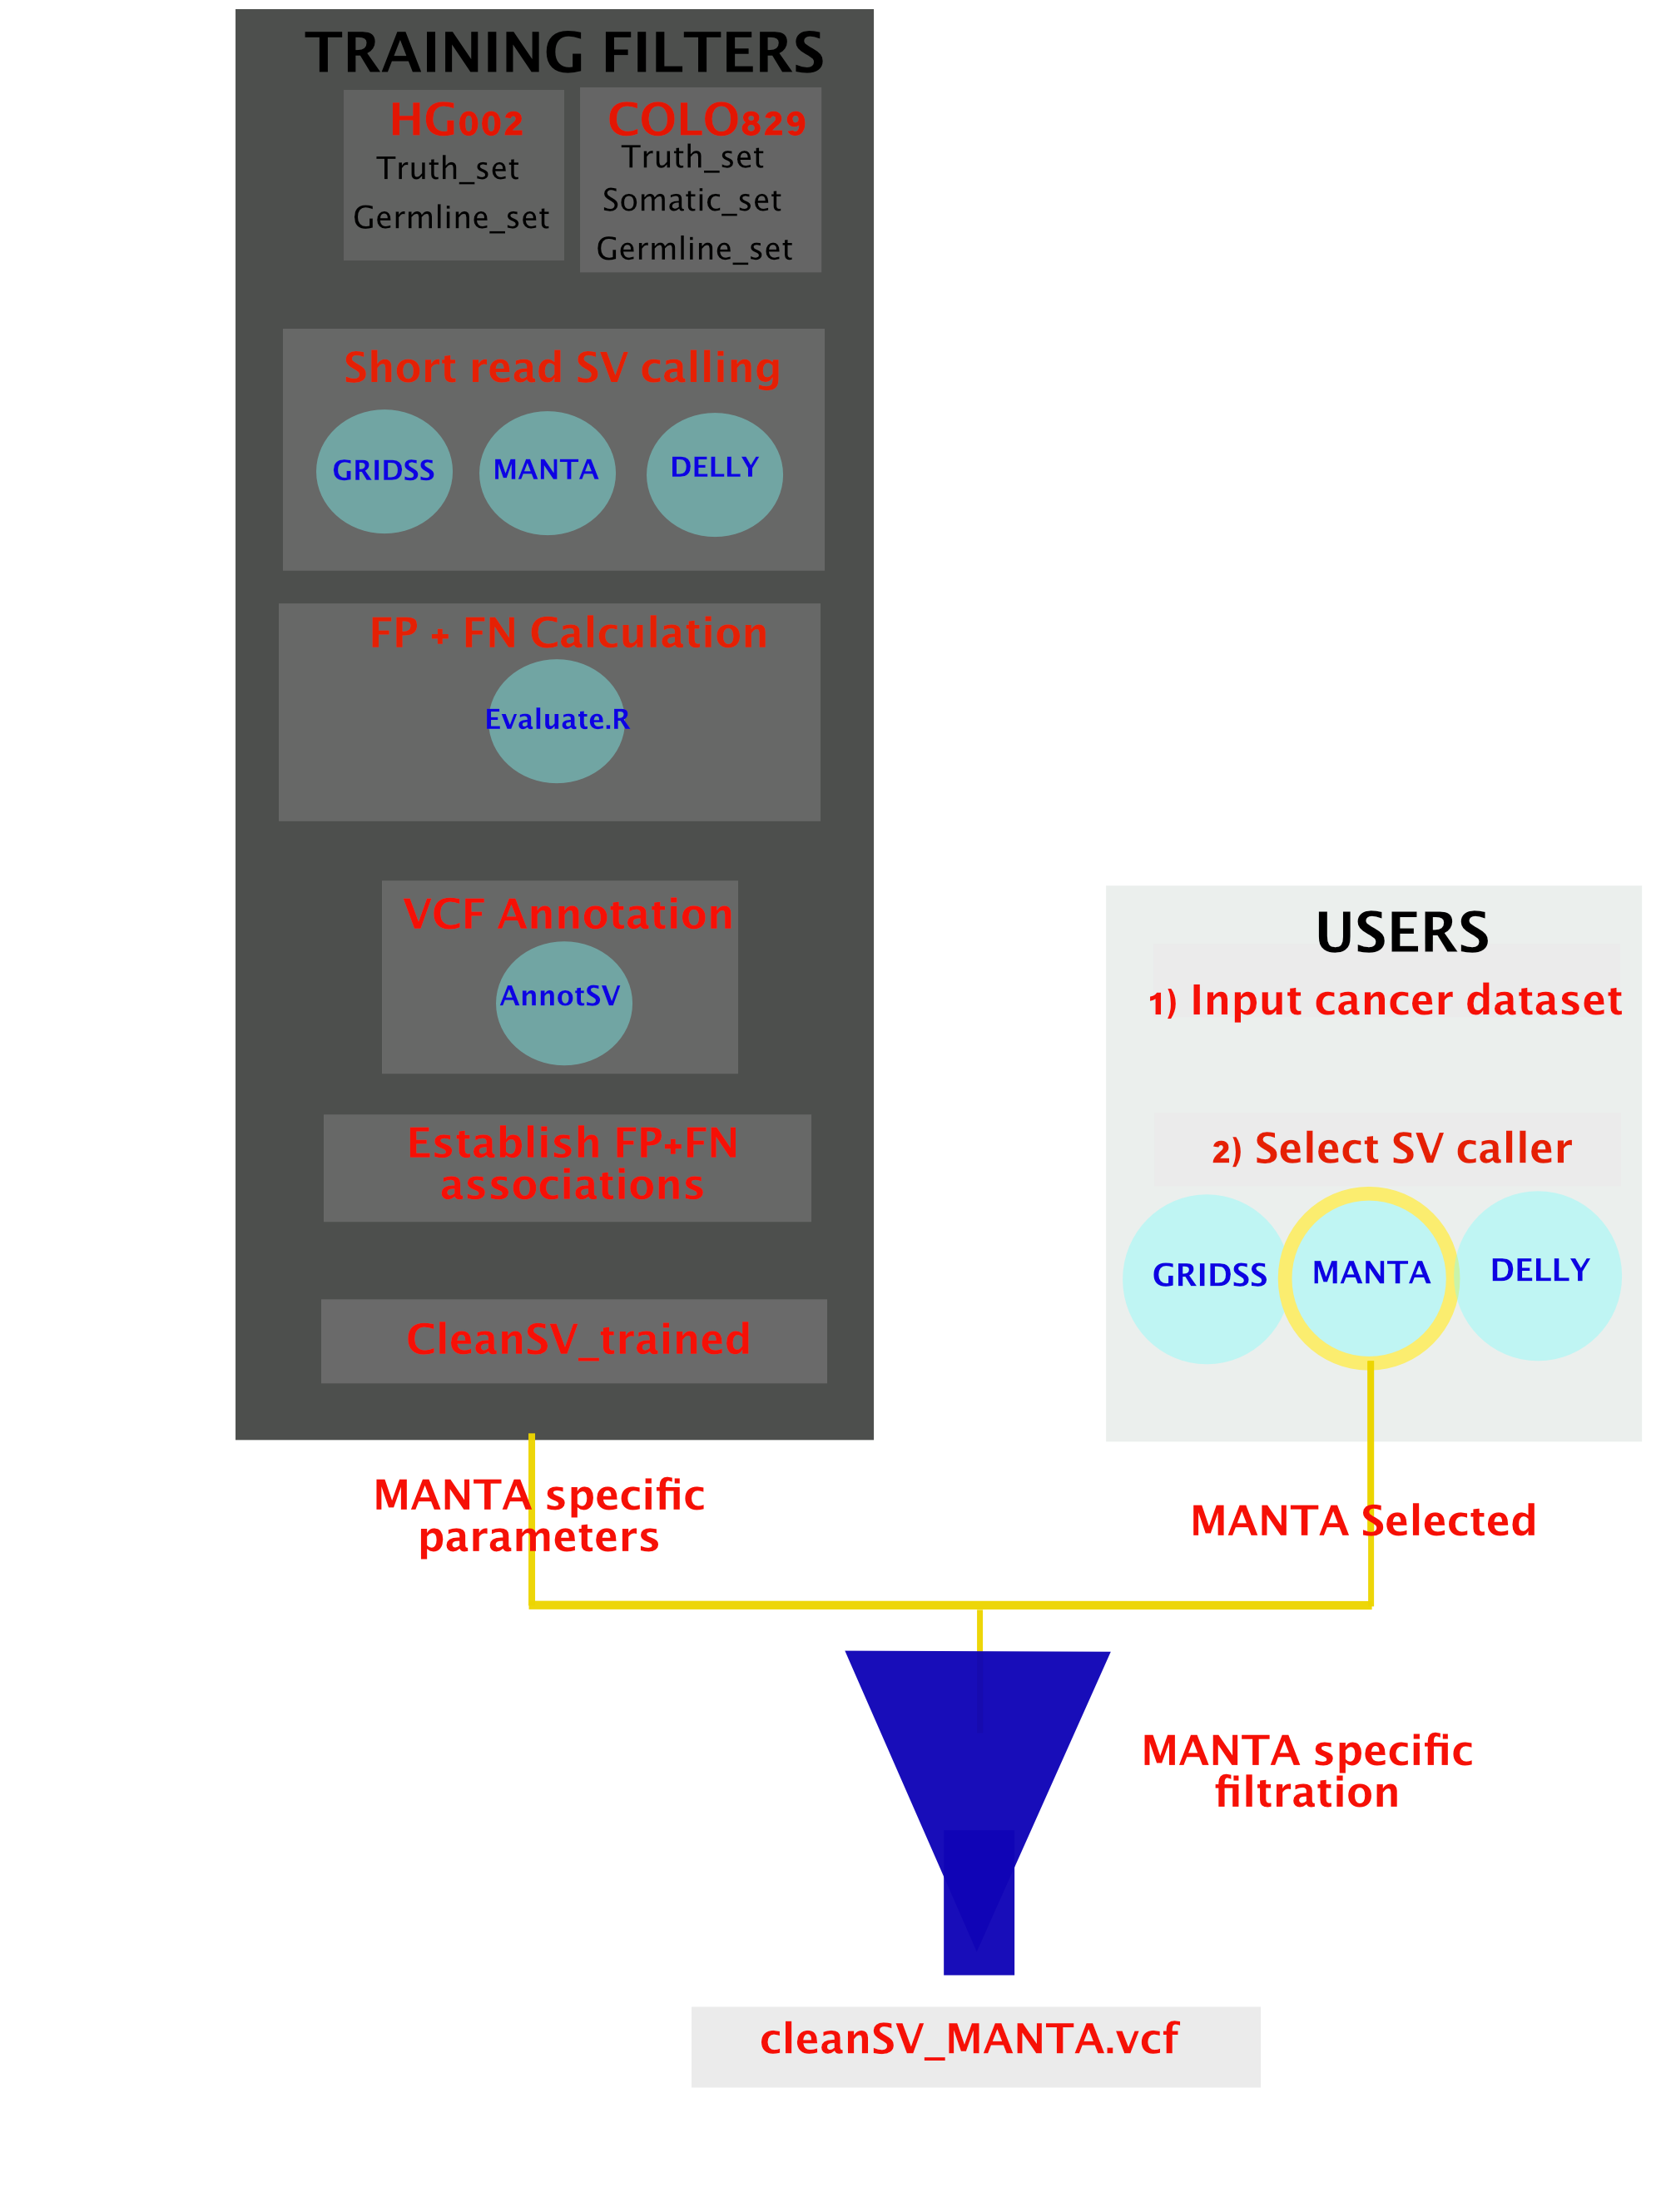 TRAINING FILTERS
HG002
Truth_set
Germline_set
COLO829
Truth_set
Somatic_set
Germline_set
Short read SV calling
GRIDSS
MANTA
DELLY
FP + FN Calculation
Evaluate.R
VCF Annotation
AnnotSV
Establish FP+FN
associations
CleanSV_trained
USERS
1) Input cancer dataset
2) Select SV caller
GRIDSS
MANTA
DELLY
MANTA specific
parameters
MANTA Selected
MANTA specific
filtration
cleanSV_MANTA.vcf